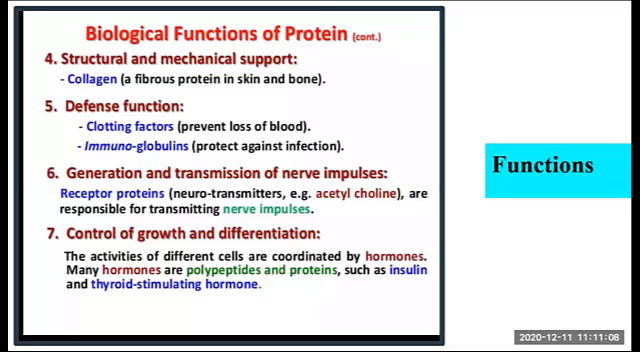 Biological Functions of Protein (cont.)
4. Structural and mechanical support:
- Collagen (a fibrous protein in skin and bone).
5. Defense function:
- Clotting factors (prevent loss of blood).
- Immuno-globulins (protect against infection).
6. Generation and transmission of nerve impulses:
Receptor proteins (neuro-transmitters, e.g. acetyl choline), are
responsible for transmitting nerve impulses.
7. Control of growth and differentiation:
The activities of different cells are coordinated by hormones.
Many hormones are polypeptides and proteins, such as insulin
and thyroid-stimulating hormone.
Functions
2020-12-11 11:11:08